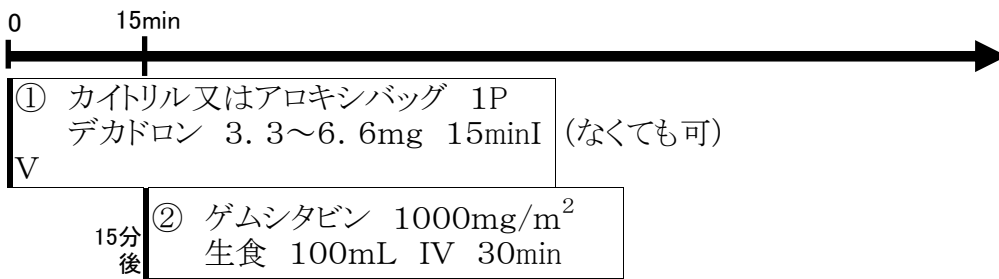 0 15min
① カイトリル又はアロキシバッグ 1P
デカドロン 3.3～6.6mg 15minI (なくても可)
V
15分
後
② ゲムシタビン 1000mg/m²
生食 100mL IV 30min